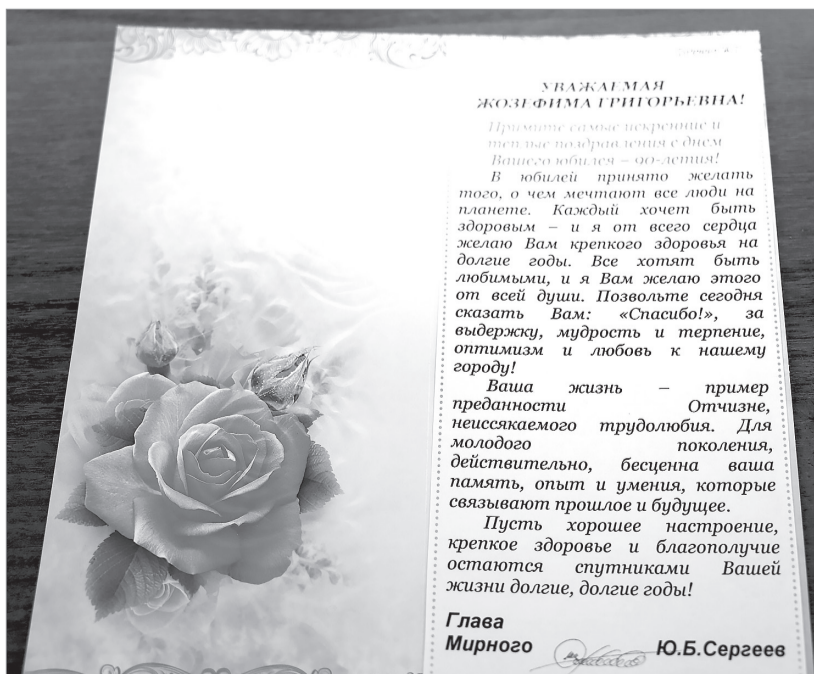 УВАЖАЕМАЯ
ЖОЗЕФИМА ГРИГОРЬЕВНА!
Примите самые искренние и
теплые поздравления с днем
Вашего юбилея – 90-летия!
В юбилей принято желать
того, о чем мечтают все люди на
планете. Каждый хочет быть
здоровым – и я от всего сердца
желаю Вам крепкого здоровья на
долгие годы. Все хотят быть
любимыми, и я Вам желаю этого
от всей души. Позвольте сегодня
сказать Вам: «Спасибо!», за
выдержку, мудрость и терпение,
оптимизм и любовь к нашему
городу!
Ваша жизнь – пример
преданности Отчизне,
неиссякаемого трудолюбия. Для
молодого поколения,
действительно, бесценна ваша
память, опыт и умения, которые
связывают прошлое и будущее.
Пусть хорошее настроение,
крепкое здоровье и благополучие
остаются спутниками Вашей
жизни долгие, долгие годы!
Глава
Мирного Ю.Б.Сергеев